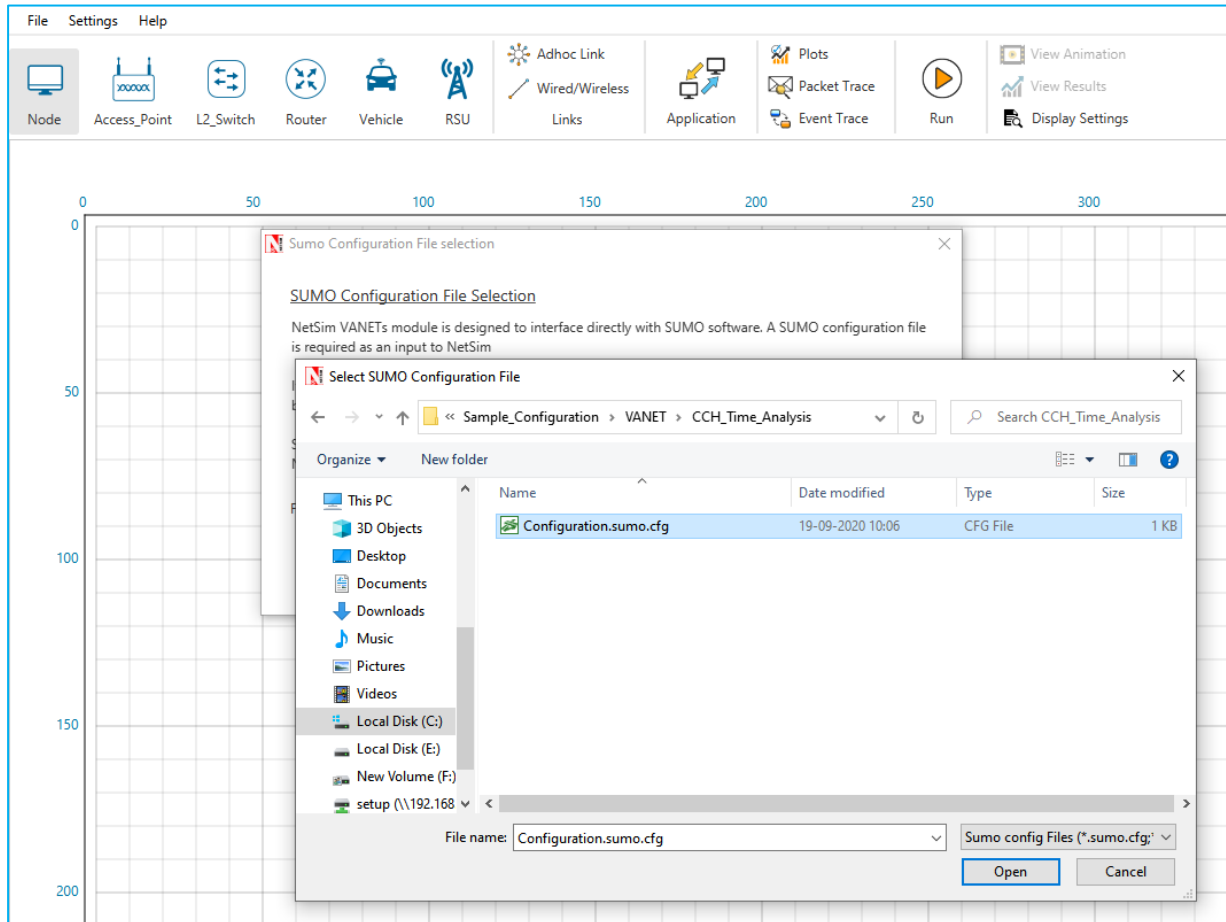 File Settings Help
Adhoc Link
Wired/Wireless
Links
Plots
Packet Trace
Event Trace
View Animation
View Results
Display Settings
Node Access_Point L2_Switch Router Vehicle RSU Application Run
0 50 100 150 200 250 300
0
50
100
150
200
Sumo Configuration File selection
SUMO Configuration File Selection
NetSim VANETs module is designed to interface directly with SUMO software. A SUMO configuration file
is required as an input to NetSim
Select SUMO Configuration File
« Sample_Configuration > VANET > CCH_Time_Analysis
Search CCH_Time_Analysis
Organize New folder
This PC
3D Objects
Desktop
Documents
Downloads
Music
Pictures
Videos
Local Disk (C:)
Local Disk (E:)
New Volume (F:)
setup (\\192.168
Name Date modified Type Size
Configuration.sumo.cfg 19-09-2020 10:06 CFG File 1 KB
File name: Configuration.sumo.cfg
Sumo config Files (*.sumo.cfg;
Open Cancel